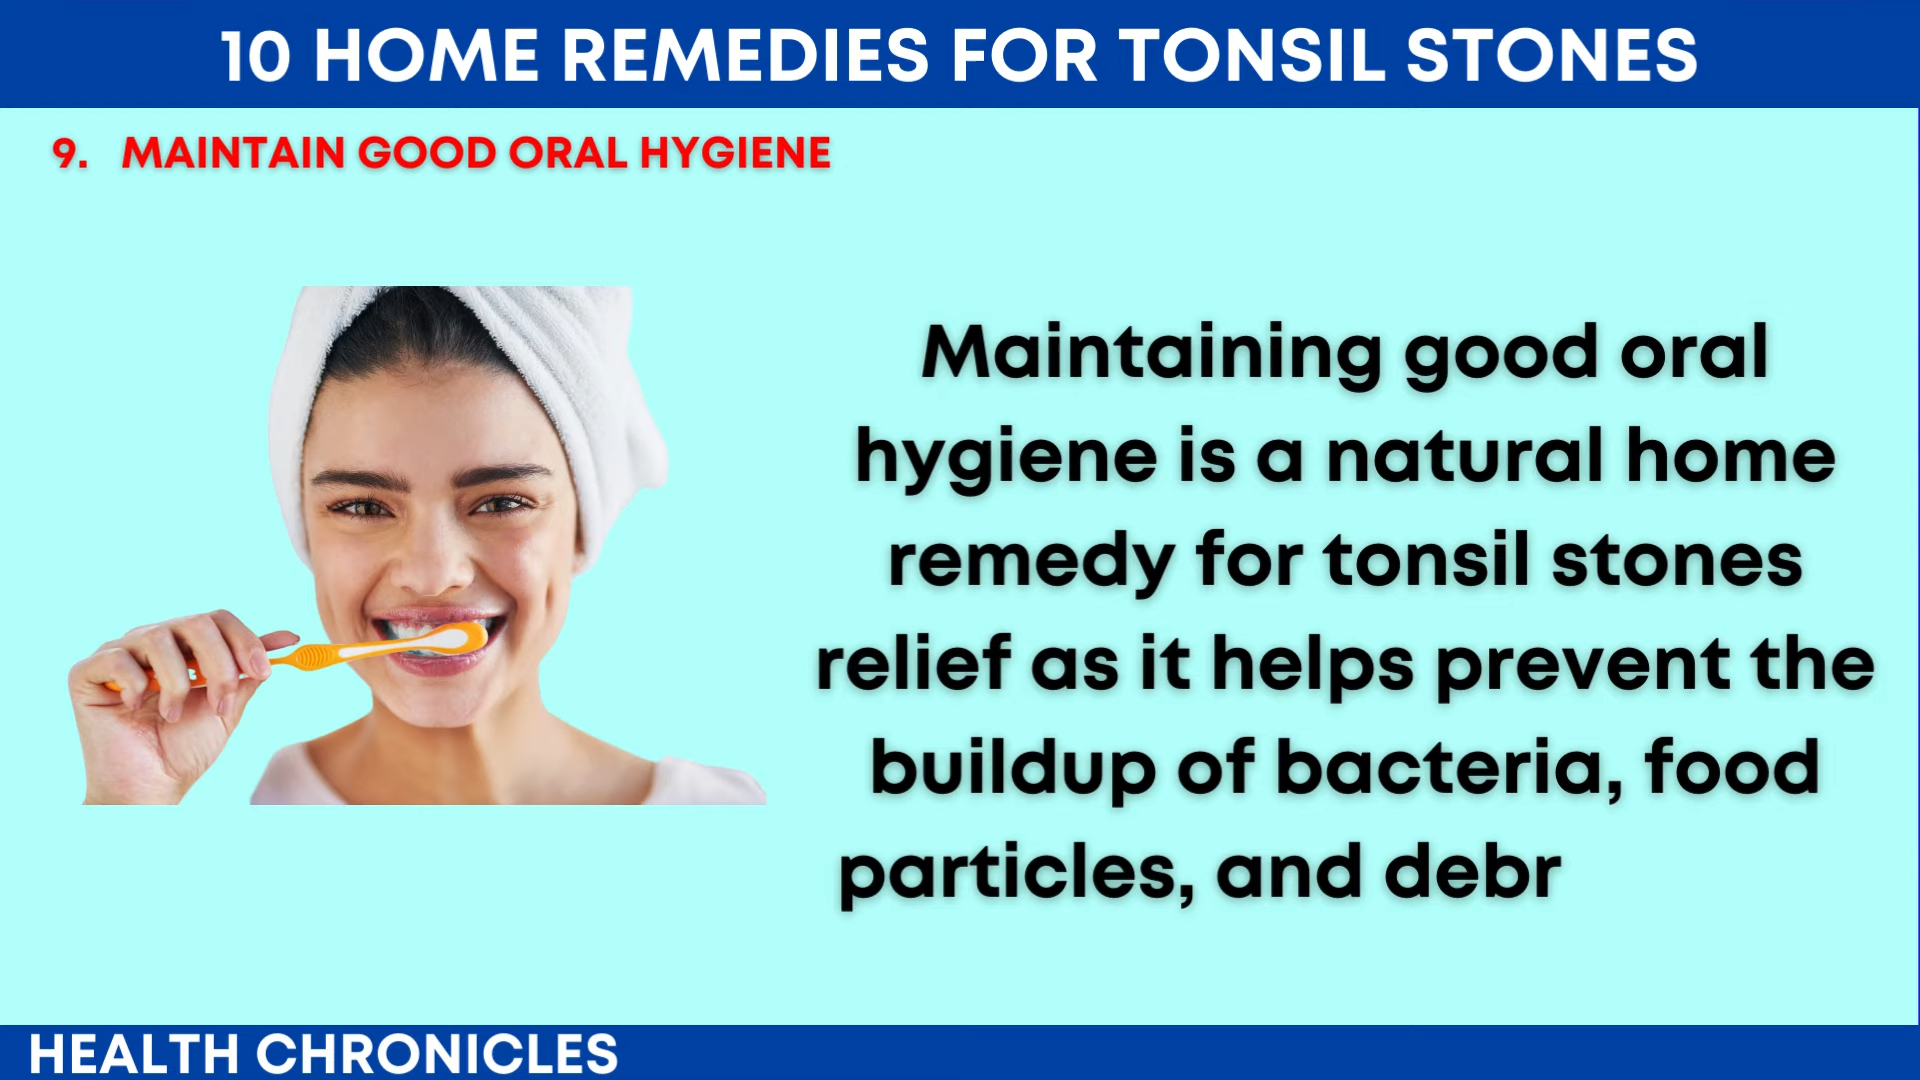 10 HOME REMEDIES FOR TONSIL STONES
9. MAINTAIN GOOD ORAL HYGIENE
Maintaining good oral
hygiene is a natural home
remedy for tonsil stones
relief as it helps prevent the
buildup of bacteria, food
particles, and debr
HEALTH CHRONICLES